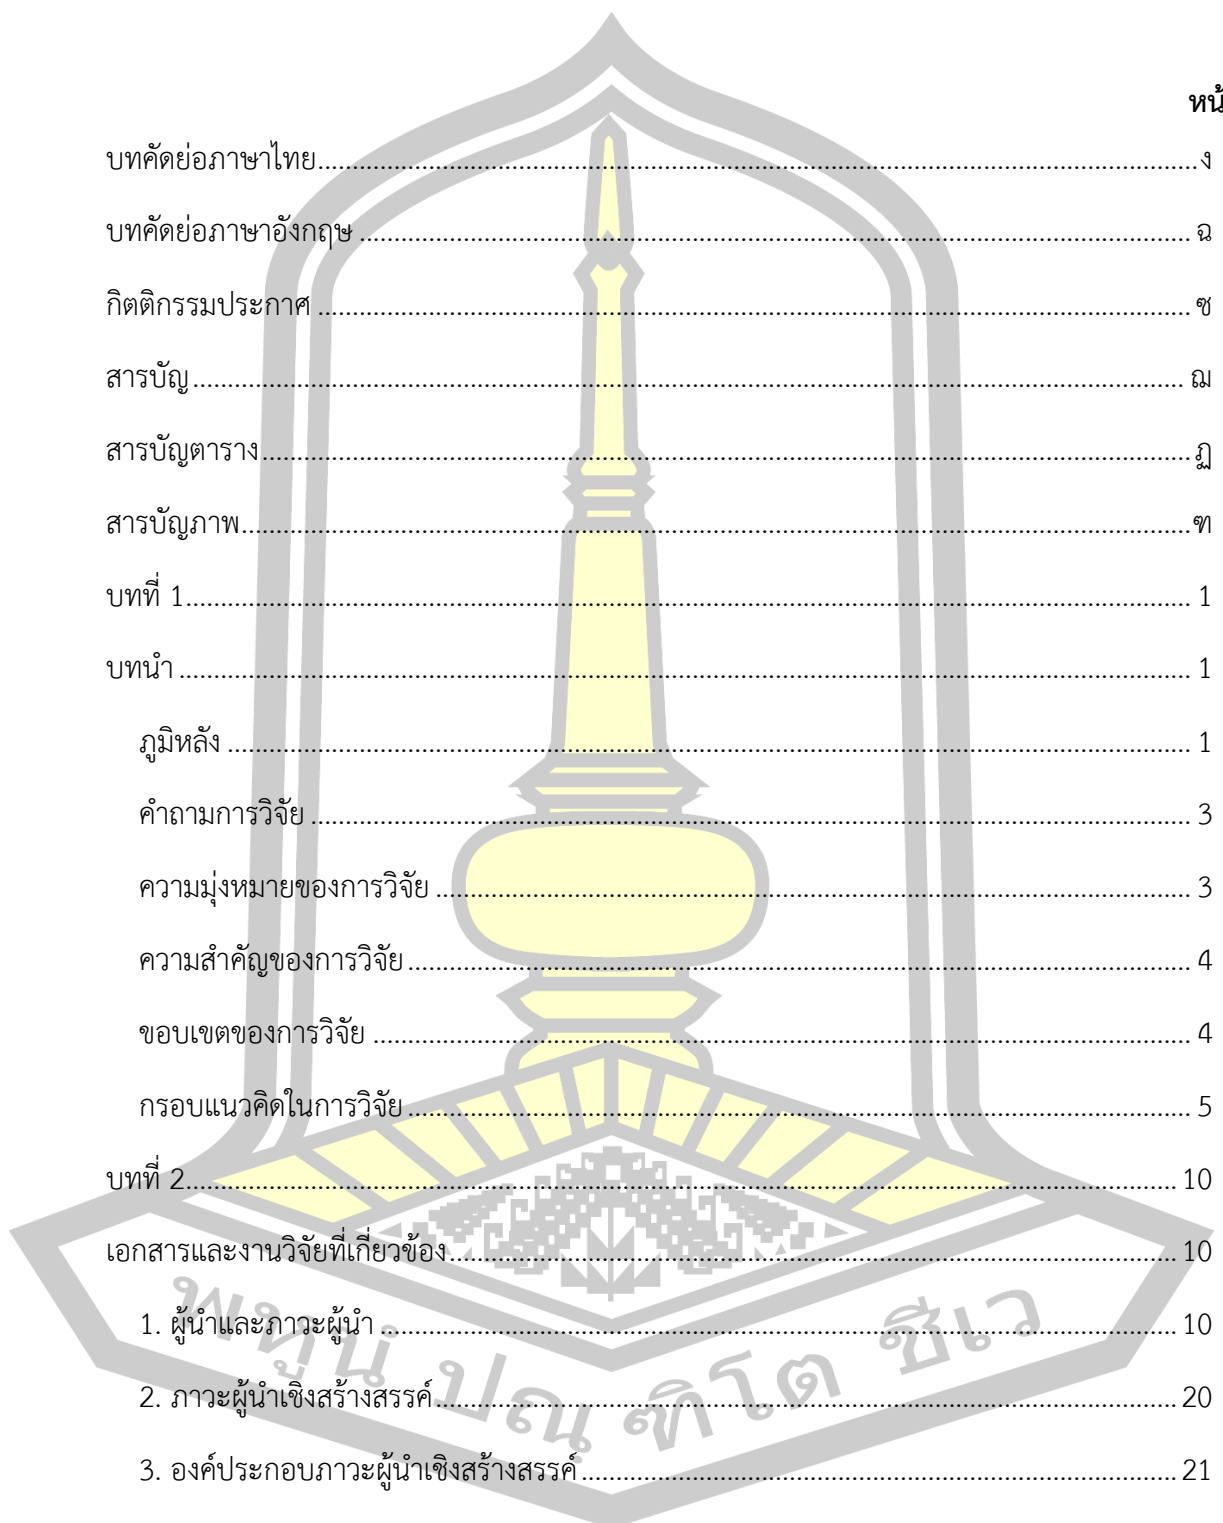 หน้
บทคัดย่อภาษาไทย.....ง
บทคัดย่อภาษาอังกฤษ.....ฉ
กิตติกรรมประกาศ.....ซ
สารบัญ.....ฌ
สารบัญตาราง.....ฏ
สารบัญภาพ.....ฑ
บทที่ 1.....1
บทนำ.....1
ภูมิหลัง.....1
คำถามการวิจัย.....3
ความมุ่งหมายของการวิจัย.....3
ความสำคัญของการวิจัย.....4
ขอบเขตของการวิจัย.....4
กรอบแนวคิดในการวิจัย.....5
บทที่ 2.....10
เอกสารและงานวิจัยที่เกี่ยวข้อง.....10
1. ผู้นำและภาวะผู้นำ.....10
2. ภาวะผู้นำเชิงสร้างสรรค์.....20
3. องค์ประกอบภาวะผู้นำเชิงสร้างสรรค์.....21
พหูนํ ปณฺฑิโต ชีเว